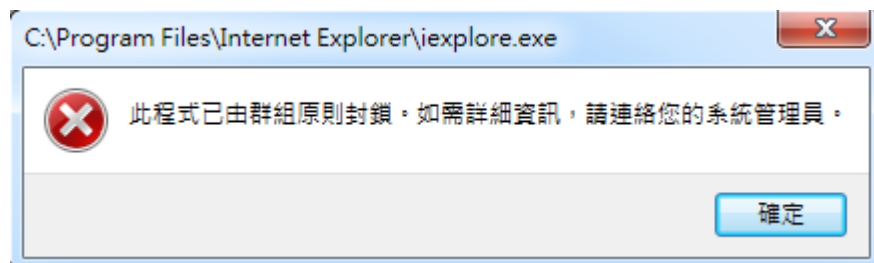 C:\Program Files\Internet Explorer\iexplore.exe
此程式已由群組原則封鎖。如需詳細資訊，請連絡您的系統管理員。
確定